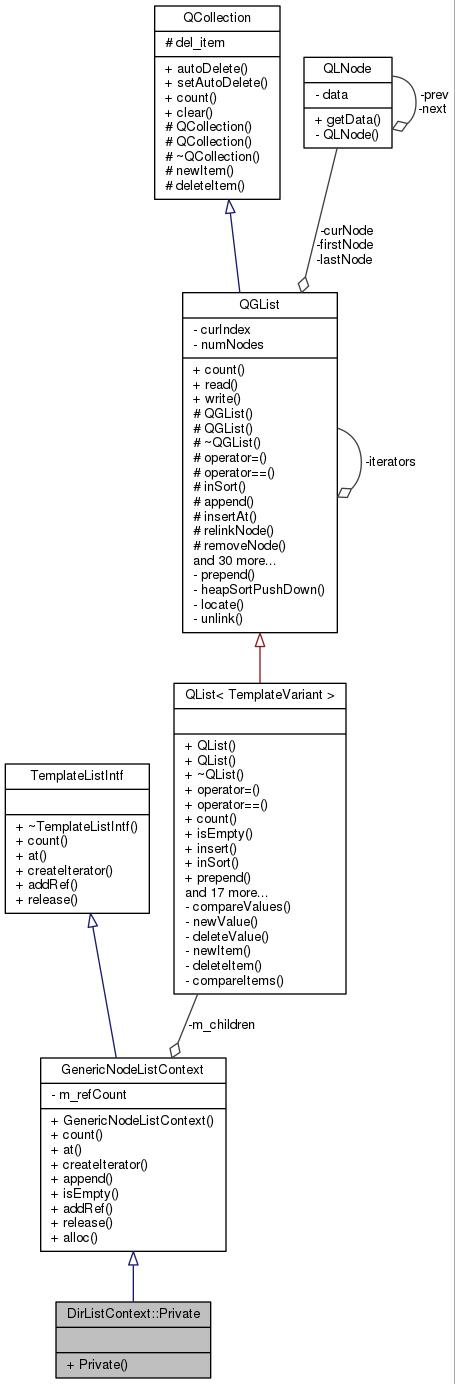 QCollection
# del_item
+ autoDelete()
+ setAutoDelete()
+ count()
+ clear()
# QCollection()
# QCollection()
# ~QCollection()
# newItem()
# deleteItem()
QLNode
- data
+ getData()
- QLNode()
-prev
-next
-curNode
-firstNode
-lastNode
QGList
- curIndex
- numNodes
+ count()
+ read()
+ write()
# QGList()
# QGList()
# ~QGList()
# operator=()
# operator==()
# inSort()
# append()
# insertAt()
# relinkNode()
# removeNode()
and 30 more...
- prepend()
- heapSortPushDown()
- locate()
- unlink()
-iterators
QList< TemplateVariant >
+ QList()
+ QList()
+ ~QList()
+ operator=()
+ operator==()
+ count()
+ isEmpty()
+ insert()
+ inSort()
+ prepend()
and 17 more...
- compareValues()
- newValue()
- deleteValue()
- newItem()
- deleteItem()
- compareItems()
TemplateListIntf
+ ~TemplateListIntf()
+ count()
+ at()
+ createIterator()
+ addRef()
+ release()
-m_children
GenericNodeListContext
- m_refCount
+ GenericNodeListContext()
+ count()
+ at()
+ createIterator()
+ append()
+ isEmpty()
+ addRef()
+ release()
+ alloc()
DirListContext::Private
+ Private()